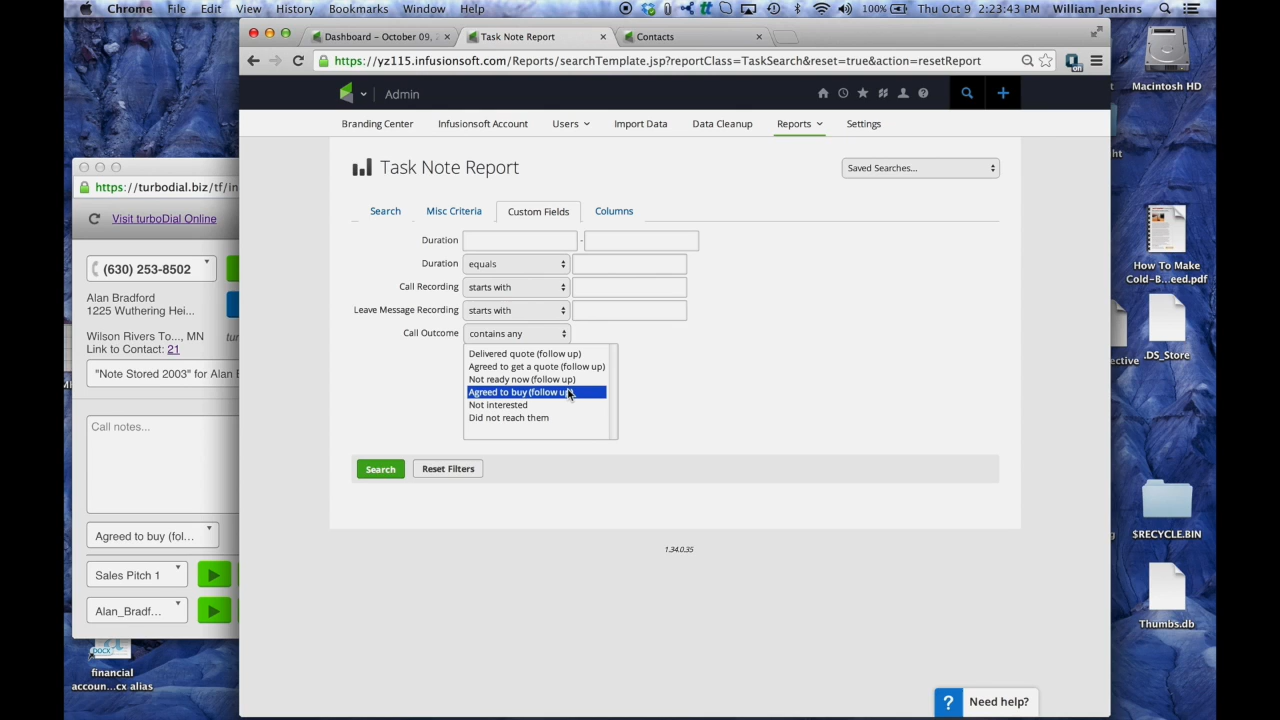 Chrome File Edit View History Bookmarks Window Help 100% Thu Oct 9 2:23:43 PM William Jenkins
Dashboard - October 09, 2
Task Note Report
Contacts
https://yz115.infusionsoft.com/Reports/searchTemplate.jsp?reportClass=TaskSearch&reset=true&action=resetReport
on
Admin
Branding Center Infusionsoft Account Users Import Data Data Cleanup Reports Settings
Task Note Report
Saved Searches...
Search Misc Criteria Custom Fields Columns
Duration -
Duration equals
Call Recording starts with
Leave Message Recording starts with
Call Outcome contains any
Delivered quote (follow up)
Agreed to get a quote (follow up)
Not ready now (follow up)
Agreed to buy (follow up)
Not interested
Did not reach them
Search Reset Filters
1.34.0.35
? Need help?
https://turbodial.biz/tf/in
Visit turboDial Online
(630) 253-8502
Alan Bradford
1225 Wuthering Hei...
Wilson Rivers To..., MN
tur
Link to Contact: 21
"Note Stored 2003" for Alan B
Call notes...
Agreed to buy (fol...
Sales Pitch 1
Alan_Bradf...
DOCX
financial
accoun...cx alias
Macintosh HD
ht
How To Make
Cold-B...eed.pdf
ective
.DS_Store
$RECYCLE.BIN
Thumbs.db